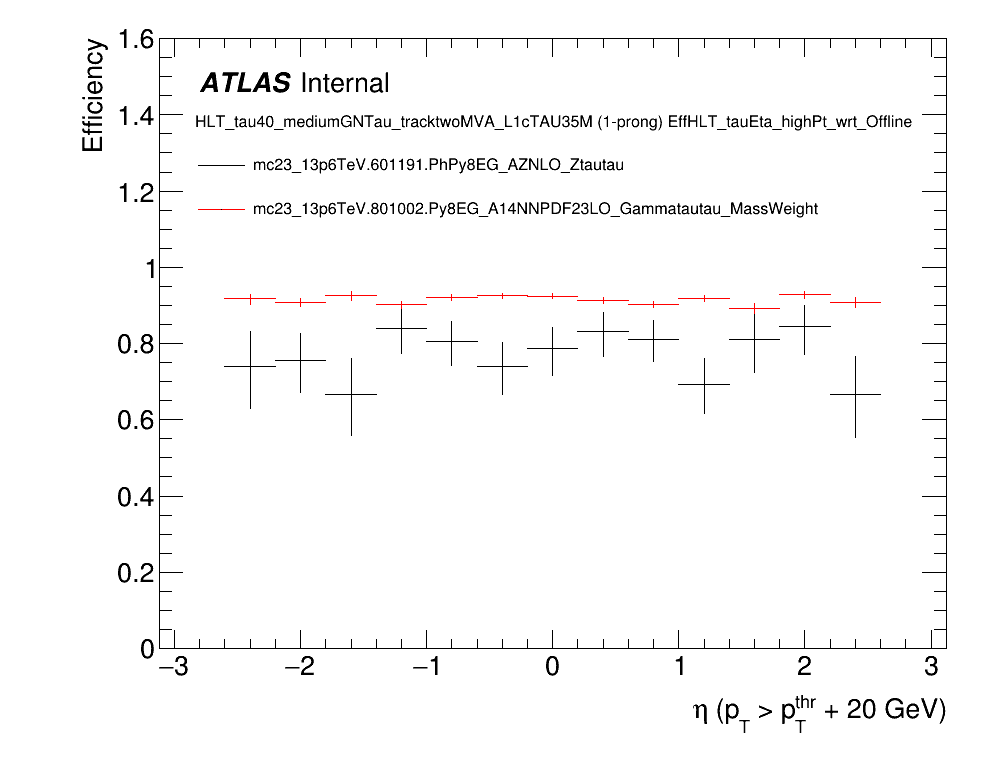 1.6
1.4
1.2
1
0.8
0.6
0.4
0.2
0
Efficiency
ATLAS Internal
HLT_tau40_mediumGNTau_tracktwoMVA_L1cTAU35M (1-prong) EffHLT_tauEta_highPt_wrt_Offline
mc23_13p6TeV.601191.PhPy8EG_AZNLO_Ztautau
mc23_13p6TeV.801002.Py8EG_A14NNPDF23LO_Gammatautau_MassWeight
−3 −2 −1 0 1 2 3
η (p_T > p_T^thr + 20 GeV)